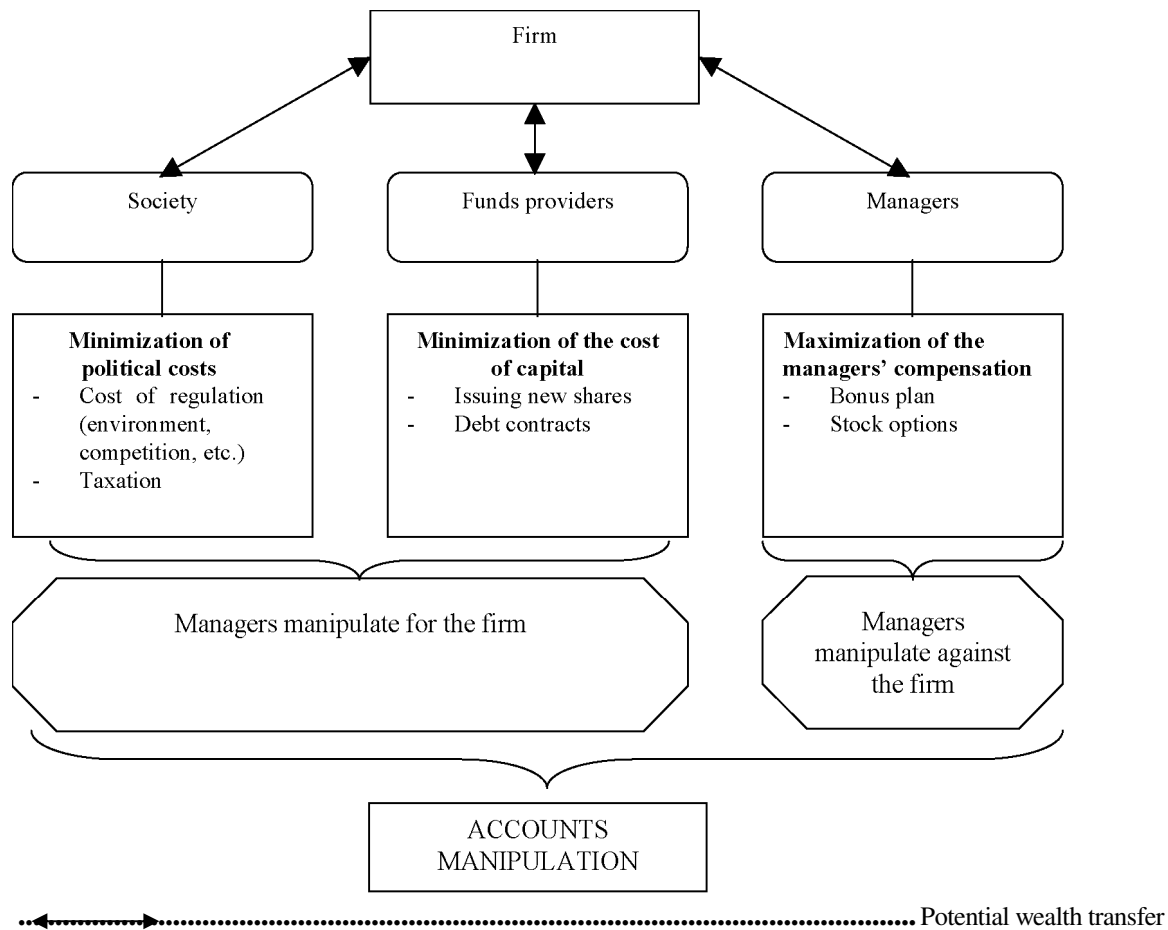 Firm
Society
Funds providers
Managers
Minimization of
political costs
- Cost of regulation
(environment,
competition, etc.)
- Taxation
Minimization of the cost
of capital
- Issuing new shares
- Debt contracts
Maximization of the
managers’ compensation
- Bonus plan
- Stock options
Managers manipulate for the firm
Managers
manipulate against
the firm
ACCOUNTS
MANIPULATION
Potential wealth transfer